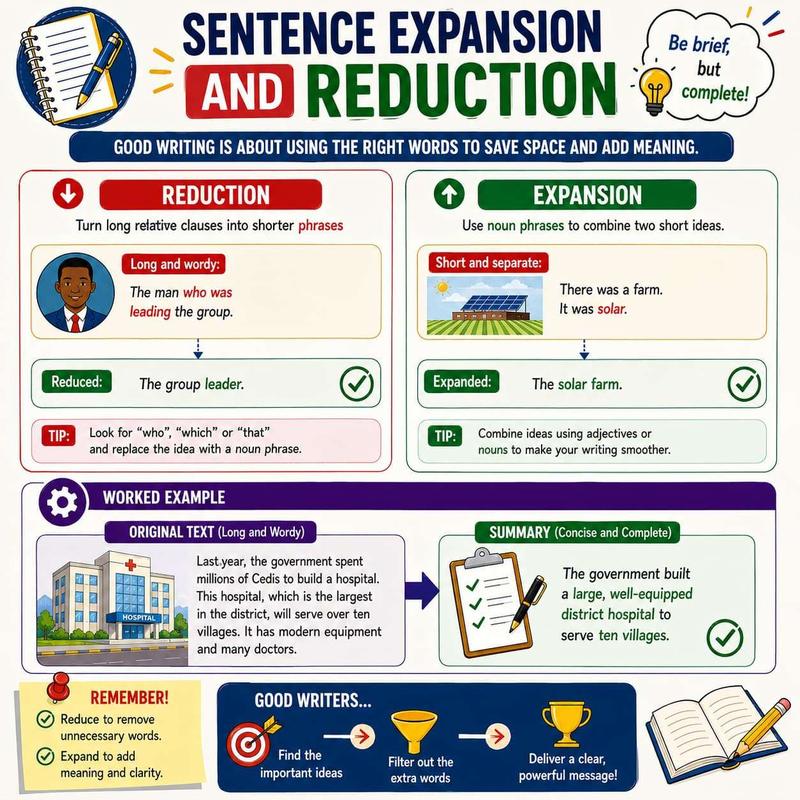 SENTENCE EXPANSION
AND REDUCTION
Be brief,
but
complete!
GOOD WRITING IS ABOUT USING THE RIGHT WORDS TO SAVE SPACE AND ADD MEANING.
REDUCTION
Turn long relative clauses into shorter phrases
Long and wordy:
The man who was
leading the group.
Reduced:
The group leader.
TIP:
Look for “who”, “which” or “that”
and replace the idea with a noun phrase.
EXPANSION
Use noun phrases to combine two short ideas.
Short and separate:
There was a farm.
It was solar.
Expanded:
The solar farm.
TIP:
Combine ideas using adjectives or
nouns to make your writing smoother.
WORKED EXAMPLE
ORIGINAL TEXT (Long and Wordy)
HOSPITAL
Last.year, the government spent
millions of Cedis to build a hospital.
This hospital, which is the largest
in the district, will serve over ten
villages. It has modern equipment
and many doctors.
SUMMARY (Concise and Complete)
The government built
a large, well-equipped
district hospital to
serve ten villages.
REMEMBER!
Reduce to remove
unnecessary words.
Expand to add
meaning and clarity.
GOOD WRITERS...
Find the
important ideas
Filter out the
extra words
Deliver a clear,
powerful message!